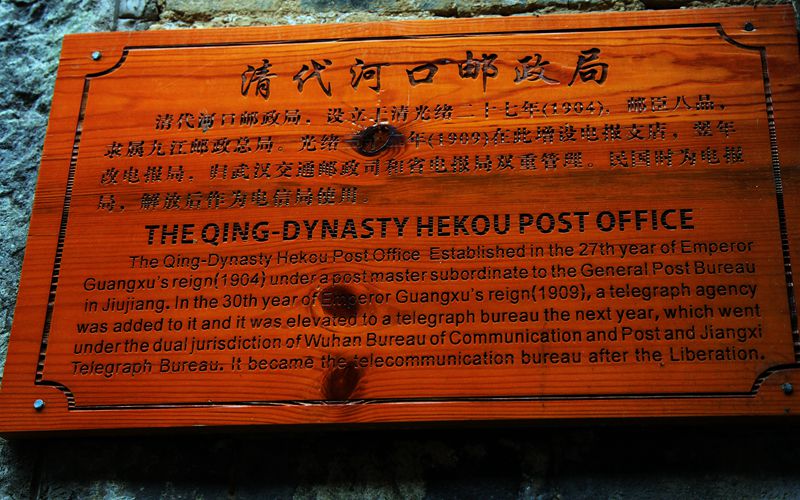 清代河口邮政局
清代河口邮政局，设立于清光绪二十七年(1904)，邮臣八品，
隶属九江邮政总局。光绪 年(1909)在此增设电报支店，翌年
改电报局，归武汉交通邮政司和省电报局双重管理。民国时为电报
局，解放后作为电信局使用。
THE QING-DYNASTY HEKOU POST OFFICE
The Qing-Dynasty Hekou Post Office Established in the 27th year of Emperor
Guangxu's reign(1904) under a post master subordinate to the General Post Bureau
in Jiujiang. In the 30th year of Emperor Guangxu's reign(1909), a telegraph agency
was added to it and it was elevated to a telegraph bureau the next year, which went
under the dual jurisdiction of Wuhan Bureau of Communication and Post and Jiangxi
Telegraph Bureau. It became the telecommunication bureau after the Liberation.